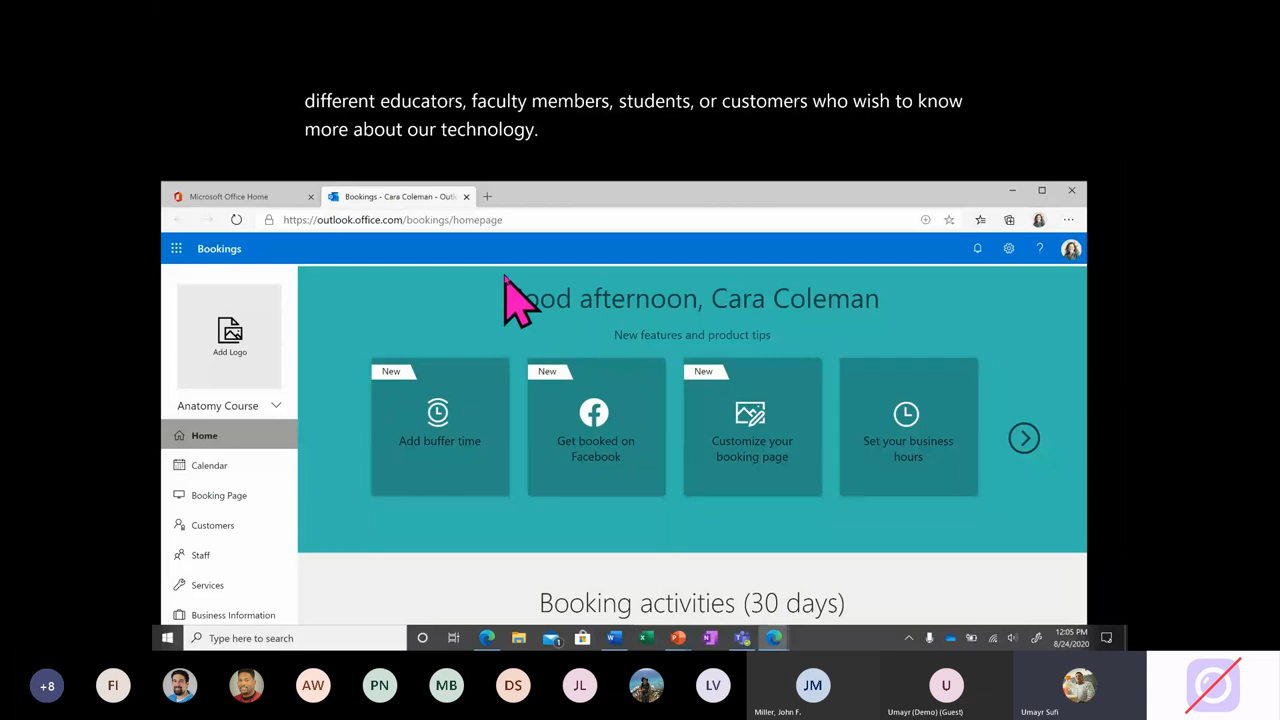 different educators, faculty members, students, or customers who wish to know
more about our technology.
Microsoft Office Home
Bookings - Cara Coleman - Outl
https://outlook.office.com/bookings/homepage
Bookings
Add Logo
Anatomy Course
Home
Calendar
Booking Page
Customers
Staff
Services
Business Information
ood afternoon, Cara Coleman
New features and product tips
New
Add buffer time
New
Get booked on
Facebook
New
Customize your
booking page
Set your business
hours
Booking activities (30 days)
Type here to search
12:05 PM
8/24/2020
+8
FI
AW
PN
MB
DS
JL
LV
JM
Miller, John F.
U
Umayr (Demo) (Guest)
Umayr Sufi